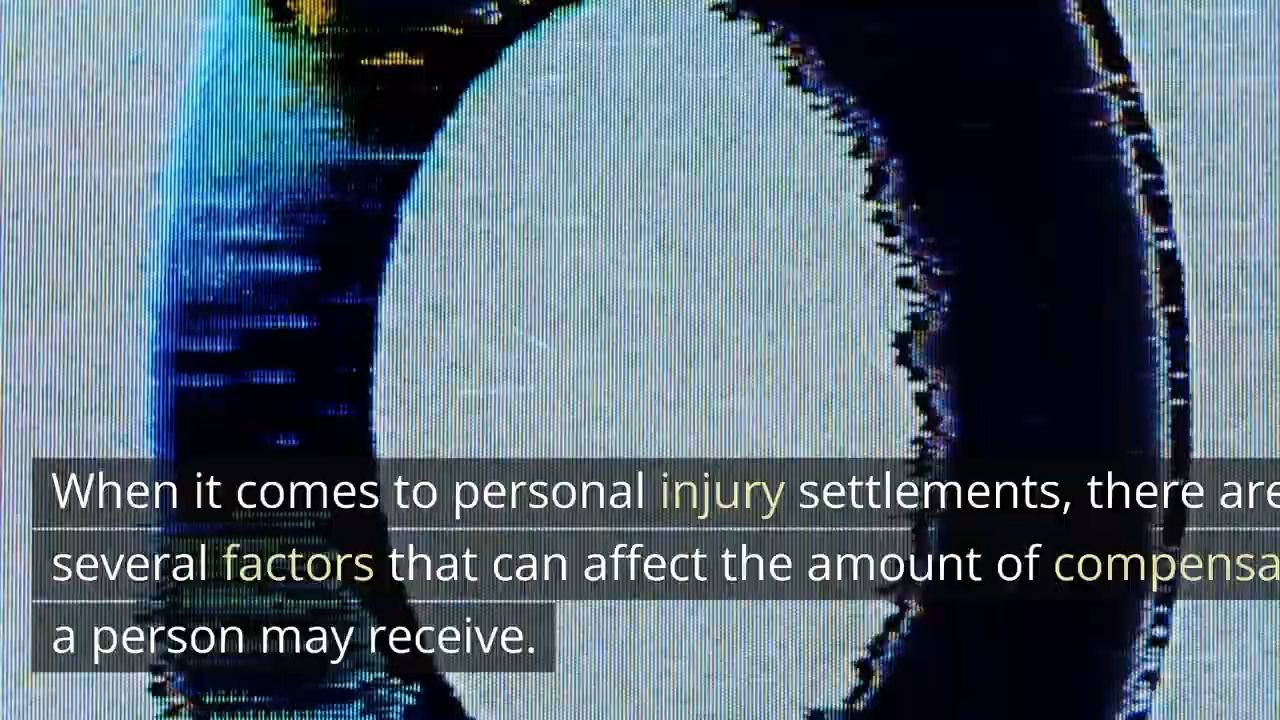 When it comes to personal injury settlements, there are
several factors that can affect the amount of compensa
a person may receive.